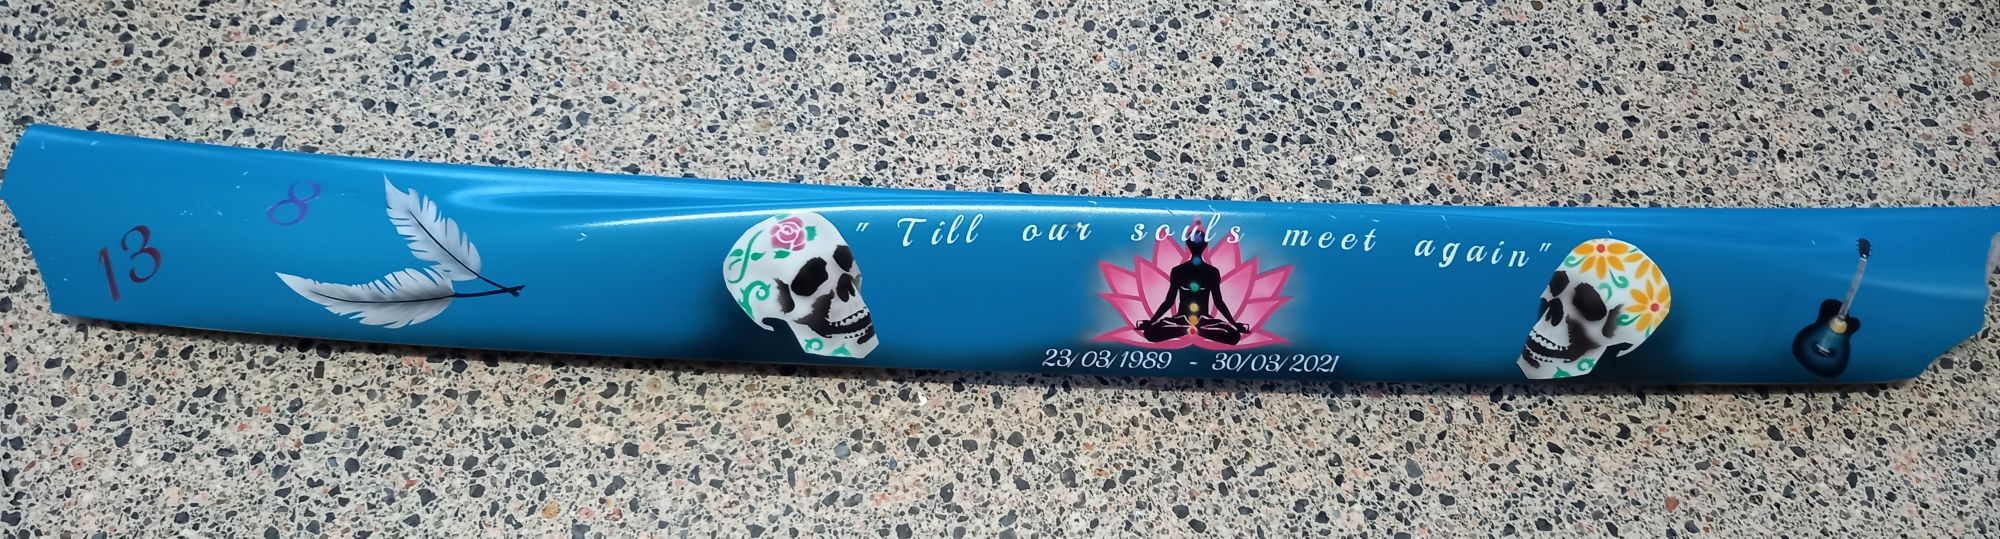 13
8
" Till our souls meet again"
23/03/1989 - 30/03/2021